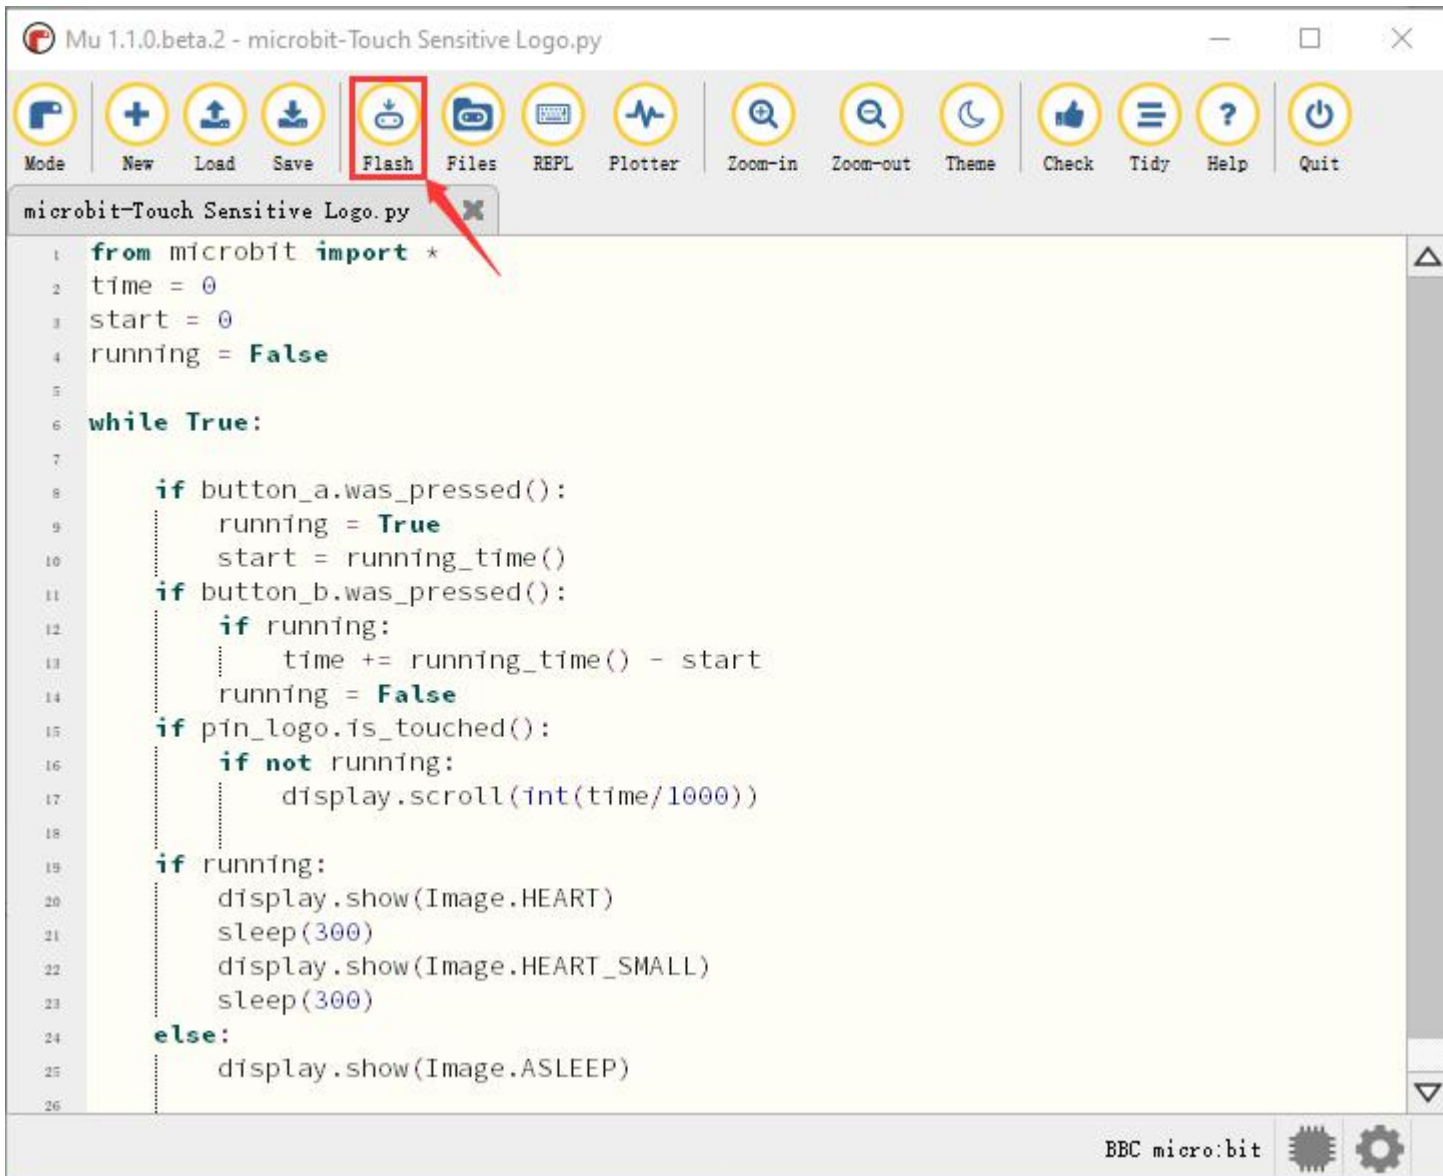 Mu 1.1.0.beta.2 - microbit-Touch Sensitive Logo.py
Mode New Load Save Flash Files REPL Plotter Zoom-in Zoom-out Theme Check Tidy Help Quit
microbit-Touch Sensitive Logo.py
1 from microbit import *
2 time = 0
3 start = 0
4 running = False
5
6 while True:
7
8 if button_a.was_pressed():
9 running = True
10 start = running_time()
11 if button_b.was_pressed():
12 if running:
13 time += running_time() - start
14 running = False
15 if pin_logo.is_touched():
16 if not running:
17 display.scroll(int(time/1000))
18
19 if running:
20 display.show(Image.HEART)
21 sleep(300)
22 display.show(Image.HEART_SMALL)
23 sleep(300)
24 else:
25 display.show(Image.ASLEEP)
26
BBC micro:bit